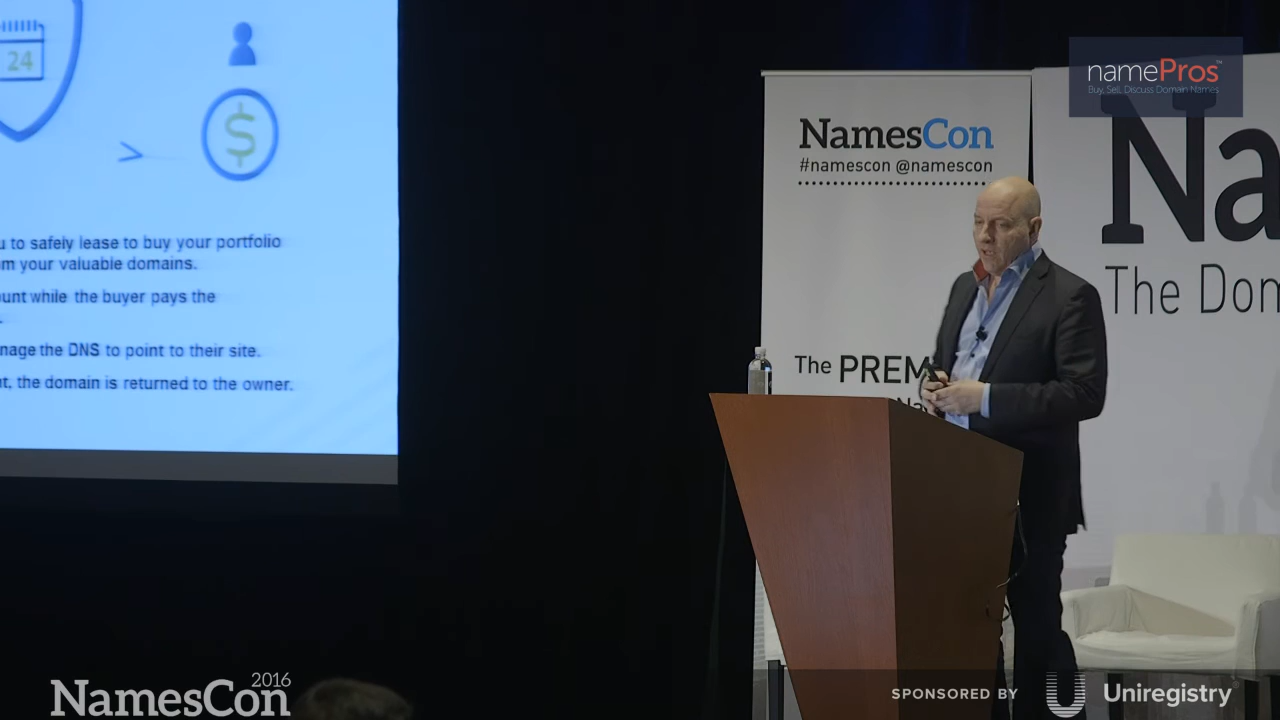 24
$
>
u to safely lease to buy your portfolio
m your valuable domains.
unt while the buyer pays the
nage the DNS to point to their site.
t, the domain is returned to the owner.
namePros™
Buy, Sell, Discuss Domain Names
NamesCon
#namescon @namescon
The PREM
Na
Na
The Dom
NamesCon 2016
SPONSORED BY
Uniregistry